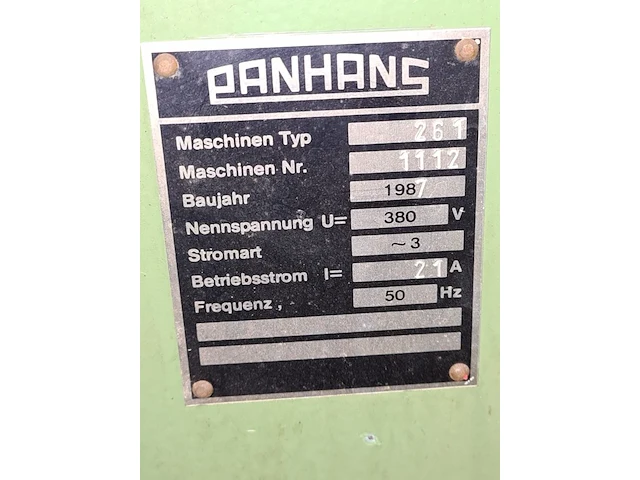 PANHANS
Maschinen Typ 261
Maschinen Nr. 1112
Baujahr 1987
Nennspannung U= 380 V
Stromart ~3
Betriebsstrom I= 21 A
Frequenz, 50 Hz